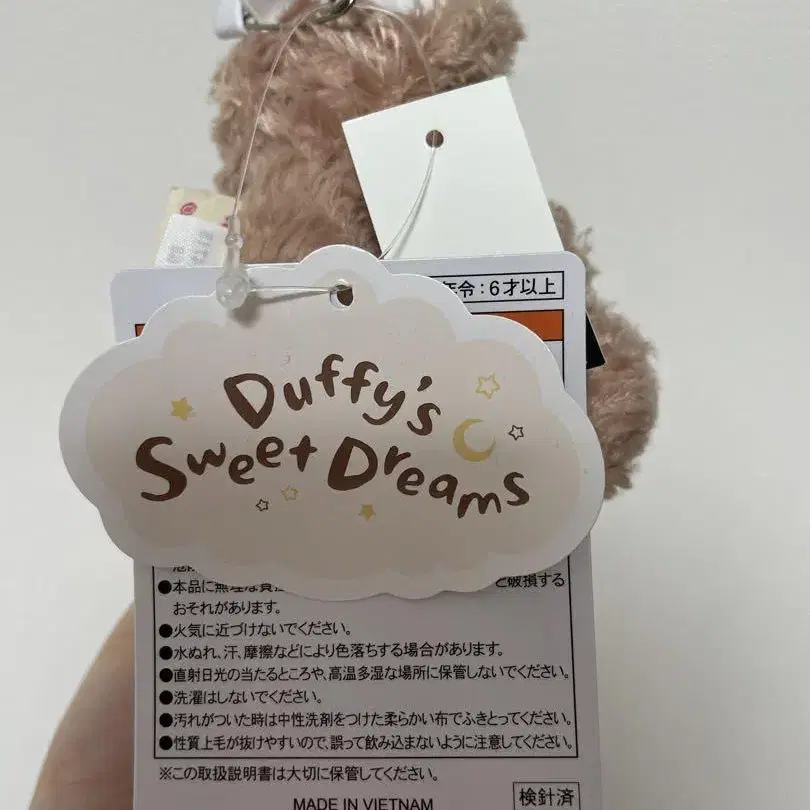 年令：6才以上
Duffy's
Sweet Dreams
●本品に無理な
と破損する
おそれがあります。
●火気に近づけないでください。
●水ぬれ、汗、摩擦などにより色落ちする場合があります。
●直射日光の当たるところや、高温多湿な場所に保管しないでください。
●洗濯はしないでください。
●汚れがついた時は中性洗剤をつけた柔らかい布でふきとってください。
●性質上毛が抜けやすいので、誤って飲み込まないように注意してください。
※この取扱説明書は大切に保管してください。
検針済
MADE IN VIETNAM